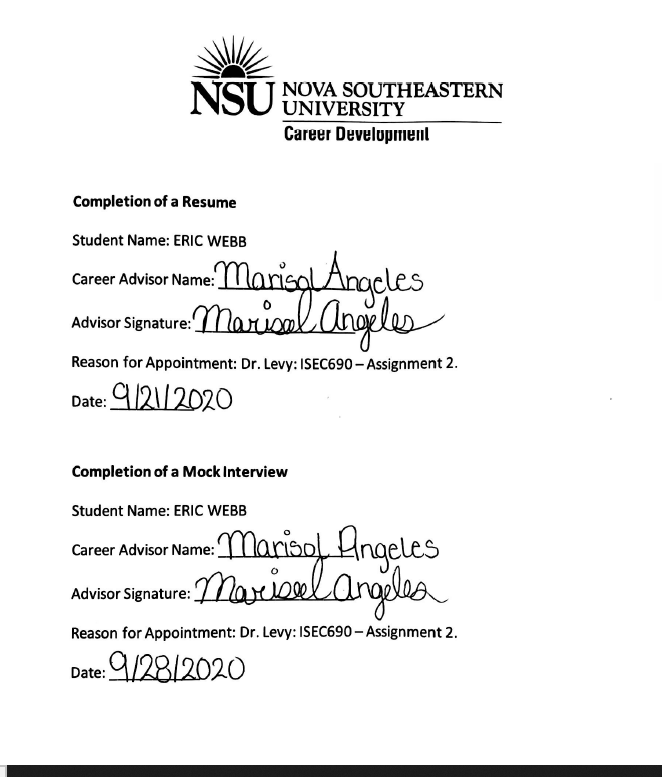 NSU NOVA SOUTHEASTERN
UNIVERSITY
Career Development
Completion of a Resume
Student Name: ERIC WEBB
Career Advisor Name: Marisol Angeles
Advisor Signature: Marisol Angeles
Reason for Appointment: Dr. Levy: ISEC690 – Assignment 2.
Date: 9/21/2020
Completion of a Mock Interview
Student Name: ERIC WEBB
Career Advisor Name: Marisol Angeles
Advisor Signature: Marisol Angeles
Reason for Appointment: Dr. Levy: ISEC690 – Assignment 2.
Date: 9/28/2020